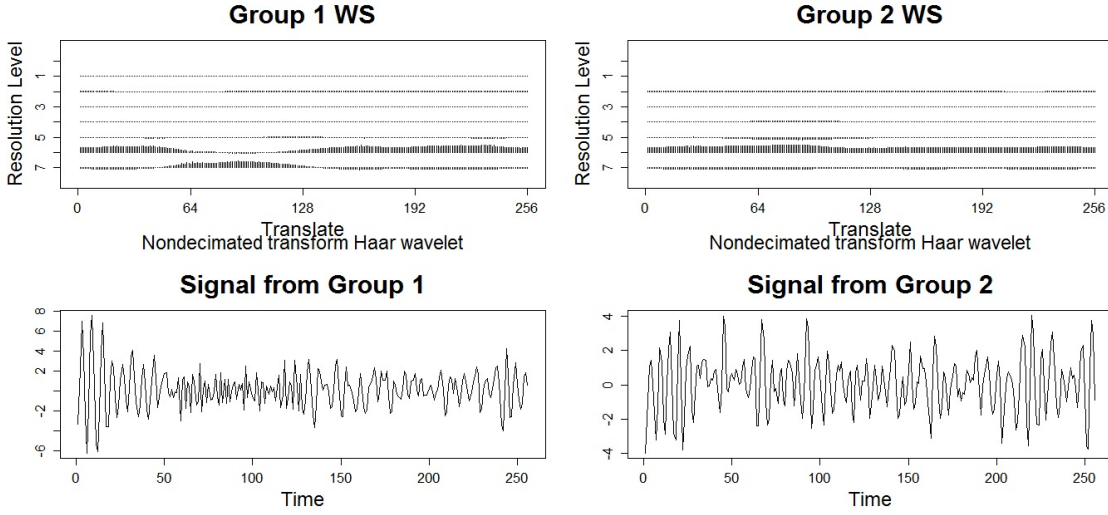 Group 1 WS
Resolution Level
1
3
5
7
0 64 128 192 256
Translate
Nondecimated transform Haar wavelet
Group 2 WS
Resolution Level
1
3
5
7
0 64 128 192 256
Translate
Nondecimated transform Haar wavelet
Signal from Group 1
8
6
4
2
-2
-6
0 50 100 150 200 250
Time
Signal from Group 2
4
2
0
-2
-4
0 50 100 150 200 250
Time